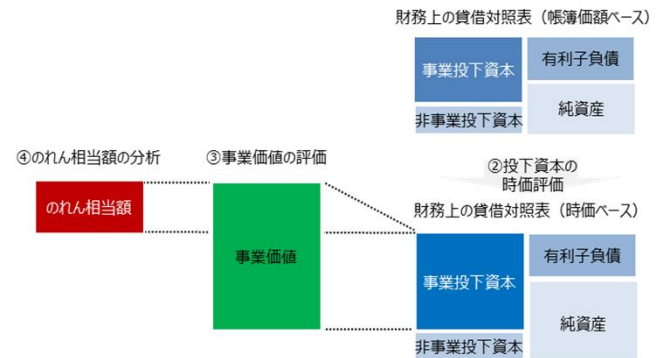 財務上の貸借対照表（帳簿価額ベース）
事業投下資本
有利子負債
純資産
非事業投下資本
④のれん相当額の分析
③事業価値の評価
②投下資本の
時価評価
のれん相当額
財務上の貸借対照表（時価ベース）
事業価値
事業投下資本
有利子負債
純資産
非事業投下資本